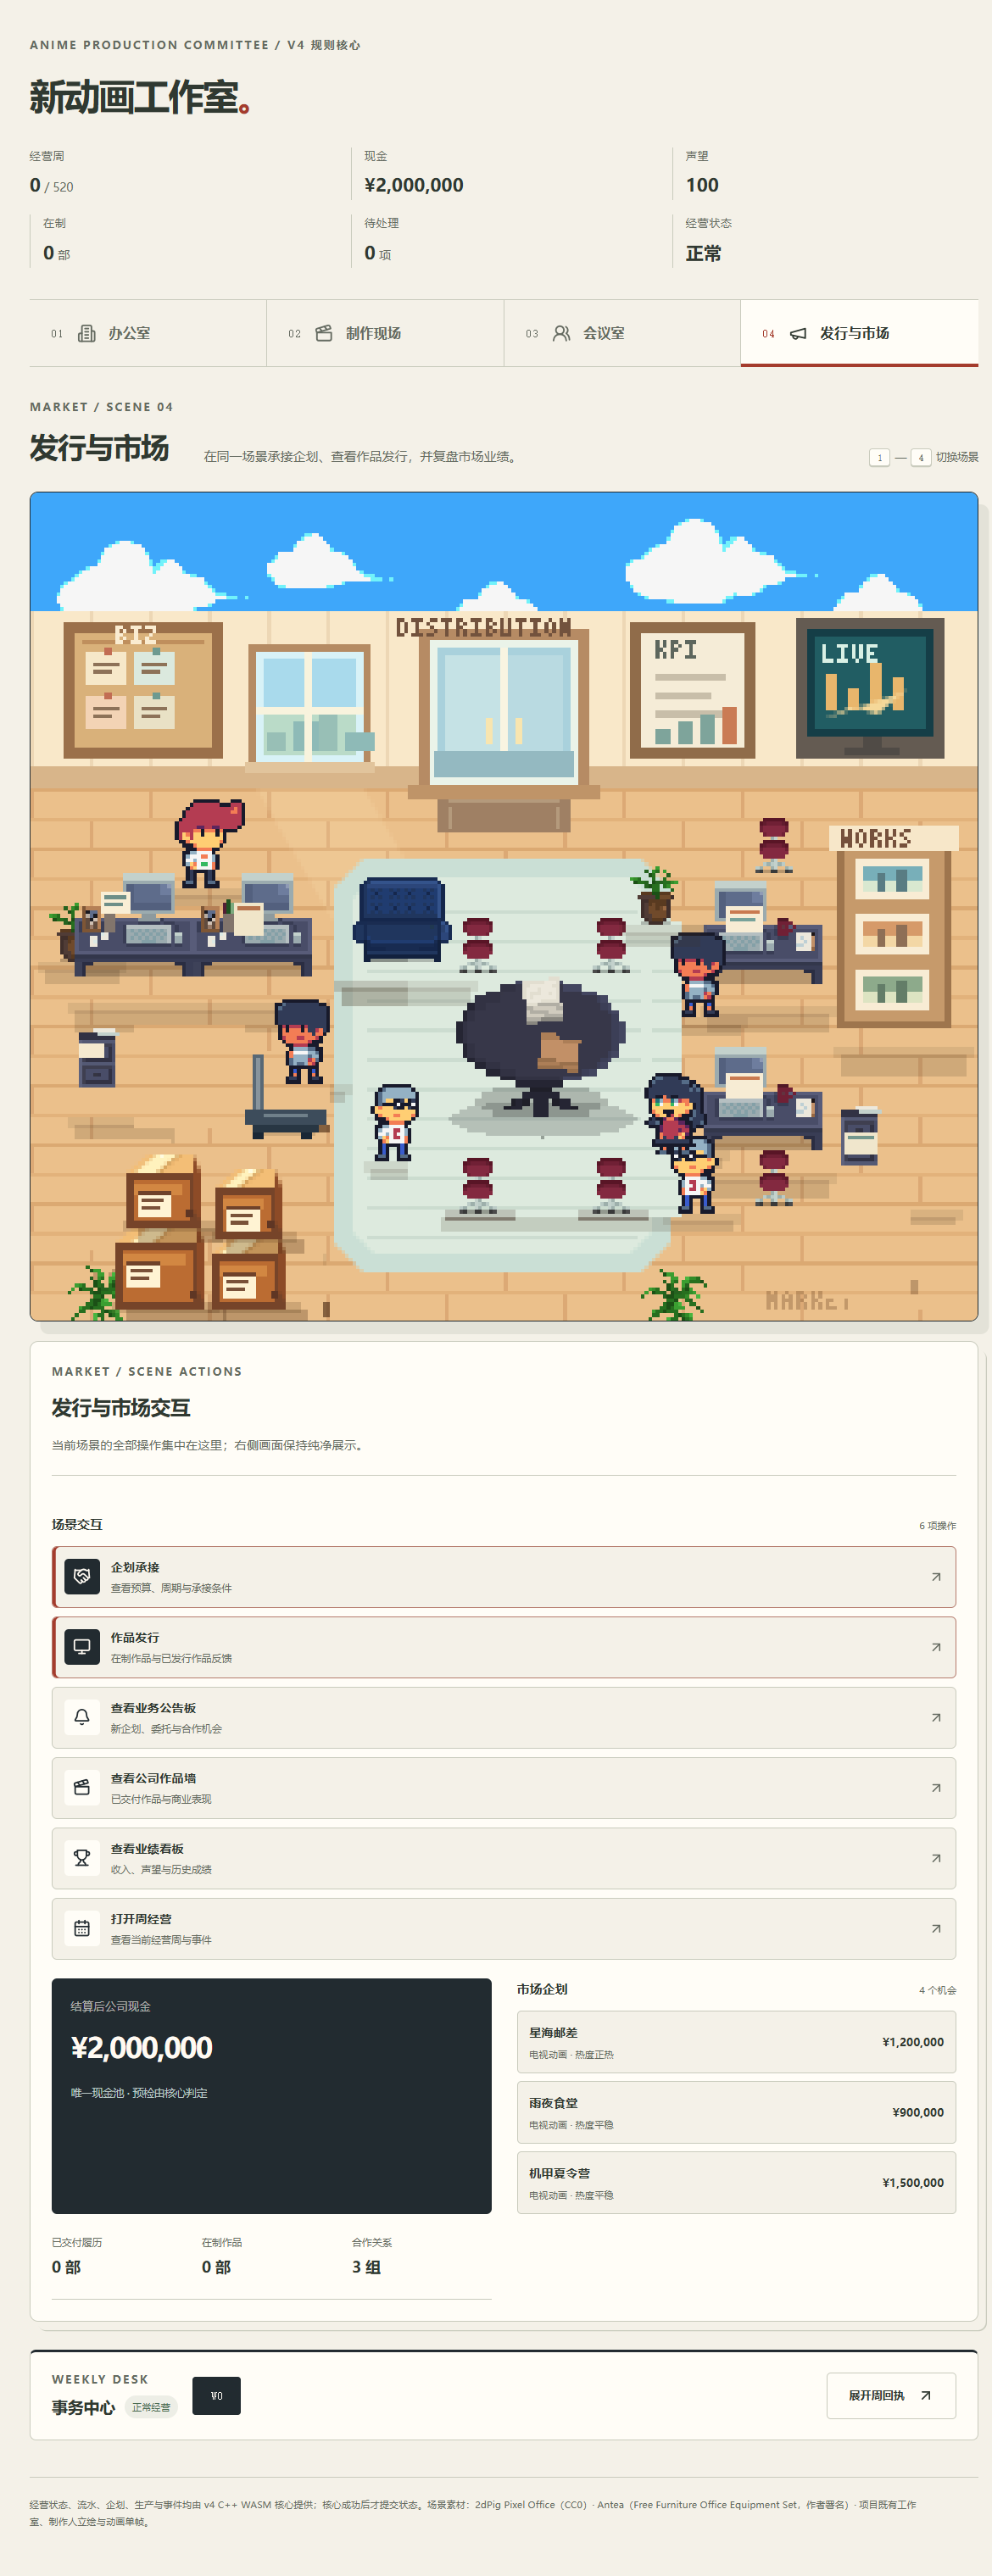 ANIME PRODUCTION COMMITTEE / V4 规则核心
新动画工作室。
经营周
0 / 520
现金
¥2,000,000
声望
100
在制
0 部
待处理
0 项
经营状态
正常
01 办公室
02 制作现场
03 会议室
04 发行与市场
MARKET / SCENE 04
发行与市场
在同一场景承接企划、查看作品发行，并复盘市场业绩。
1 — 4 切换场景
BIZ
DISTRIBUTION
KPI
LIVE
WORKS
MARKET
MARKET / SCENE ACTIONS
发行与市场交互
当前场景的全部操作集中在这里；右侧画面保持纯净展示。
场景交互
6 项操作
企划承接
查看预算、周期与承接条件
作品发行
在制作品与已发行作品反馈
查看业务公告板
新企划、委托与合作机会
查看公司作品墙
已交付作品与商业表现
查看业绩看板
收入、声望与历史成绩
打开周经营
查看当前经营周与事件
结算后公司现金
¥2,000,000
唯一现金池 · 预检由核心判定
市场企划
4 个机会
星海邮差
电视动画 · 热度正热
¥1,200,000
雨夜食堂
电视动画 · 热度平稳
¥900,000
机甲夏令营
电视动画 · 热度平稳
¥1,500,000
已交付履历
0 部
在制作品
0 部
合作关系
3 组
WEEKLY DESK
事务中心 正常经营
W0
展开周回执
经营状态、流水、企划、生产与事件均由 v4 C++ WASM 核心提供；核心成功后才提交状态。场景素材：2dPig Pixel Office（CC0）· Antea（Free Furniture Office Equipment Set，作者署名）· 项目既有工作
室、制作人立绘与动画单帧。